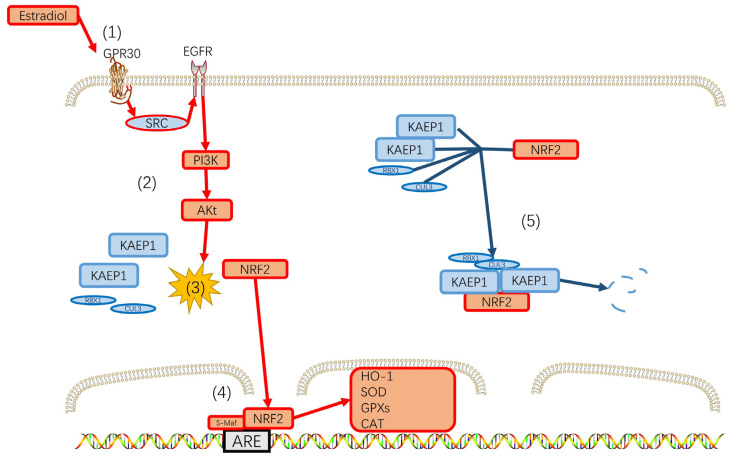 Estradiol
(1)
GPR30
EGFR
SRC
PI3K
(2)
AKt
KAEP1
KAEP1
RBX1
CUL3
(3)
NRF2
KAEP1
KAEP1
RBX1
CUL3
NRF2
(5)
RBX1
CUL3
KAEP1
KAEP1
NRF2
(4)
S-Maf
NRF2
ARE
HO-1
SOD
GPXs
CAT